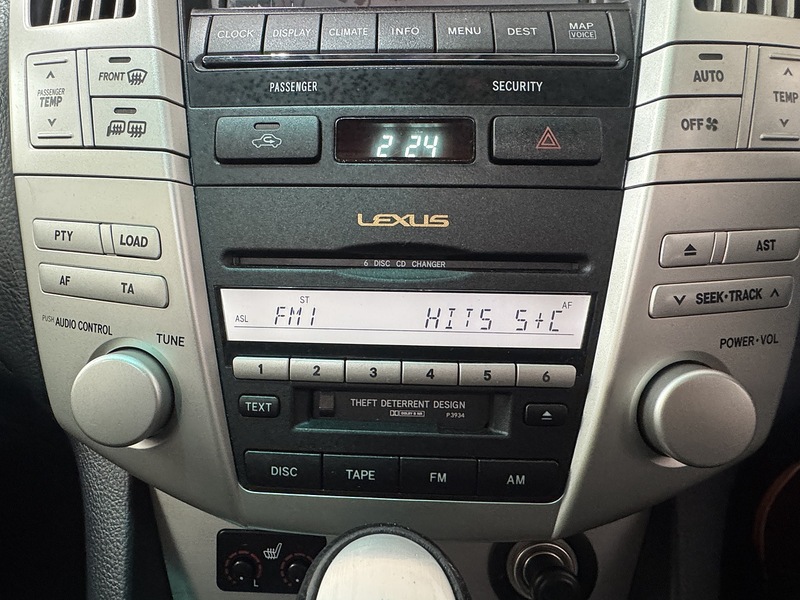 CLOCK DISPLAY CLIMATE INFO MENU DEST MAP
VOICE
PASSENGER SECURITY
PASSENGER
TEMP
FRONT
AUTO
TEMP
OFF
2 24
LEXUS
PTY LOAD
AF TA
PUSH AUDIO CONTROL
TUNE
6 DISC CD CHANGER
ST
AF
ASL FM1 HITS S+C
AST
SEEK•TRACK
POWER•VOL
1 2 3 4 5 6
TEXT
THEFT DETERRENT DESIGN
DOLBY B NR
P3934
DISC TAPE FM AM
L